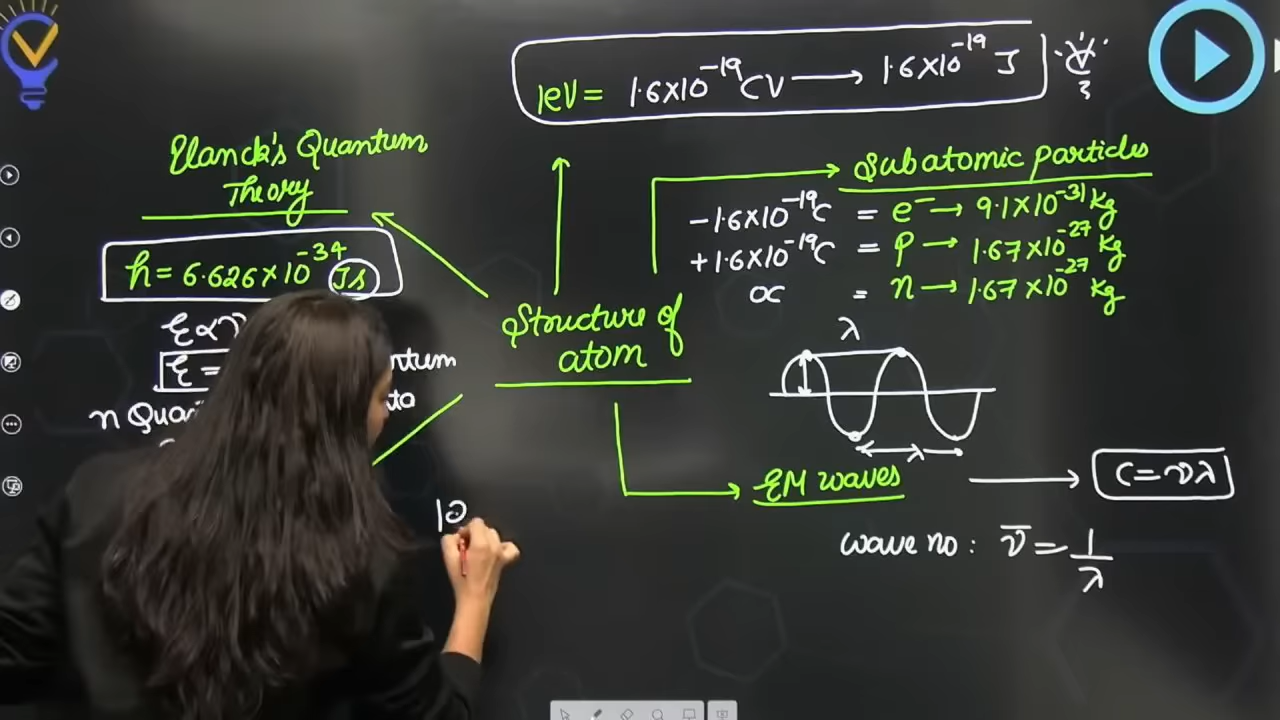 1eV = 1.6×10⁻¹⁹ CV → 1.6×10⁻¹⁹ J
Planck's Quantum
Theory
h = 6.626×10⁻³⁴ Js
ε ∝ ν
ε =
n
Structure of
atom
Subatomic particles
-1.6×10⁻¹⁹C = e⁻ → 9.1×10⁻³¹ kg
+1.6×10⁻¹⁹C = p → 1.67×10⁻²⁷ kg
0C = n → 1.67×10⁻²⁷ kg
λ
λ
EM waves → C = νλ
wave no: ν̅ = 1/λ